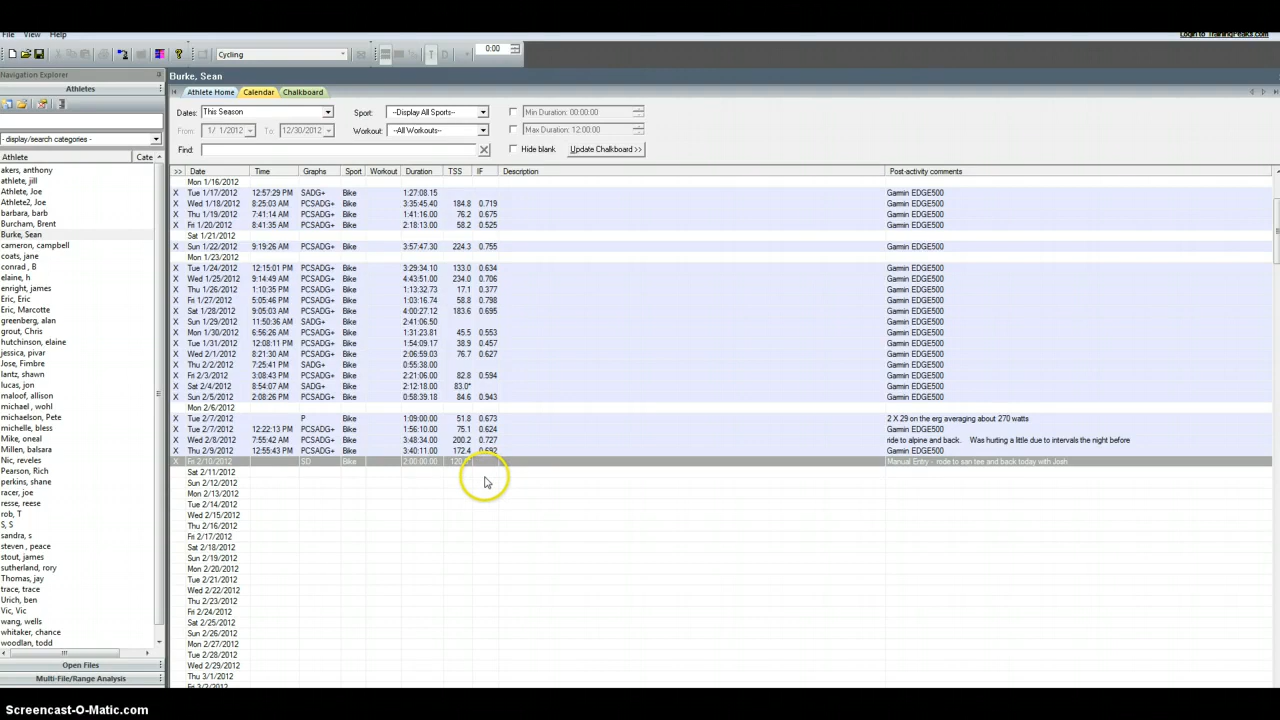 File View Help Login to TrainingPeaks.com
Cycling 0:00
Navigation Explorer Burke, Sean
Athletes Athlete Home Calendar Chalkboard
Dates: This Season Sport: --Display All Sports-- Min Duration: 00:00:00
From 1/ 1/2012 To 12/30/2012 Workout: --All Workouts-- Max Duration: 12:00:00
- display/search categories - Find: Hide blank Update Chalkboard >>
Athlete Cate >> Date Time Graphs Sport Workout Duration TSS IF Description Post-activity comments
akers, anthony
athlete, jill
Athlete, Joe
Athlete2, Joe
barbara, barb
Burcham, Brent
Burke, Sean
cameron, campbell
coats, jane
conrad , B
elaine, h
enright, james
Eric, Eric
Eric, Marcotte
greenberg, alan
grout, Chris
hutchinson, elaine
jessica, pivar
Jose, Fimbre
lantz, shawn
lucas, jon
maloof, allison
michael , wohl
michaelson, Pete
michelle, bless
Mike, oneal
Millen, balsara
Nic, reveles
Pearson, Rich
perkins, shane
racer, joe
resse, reese
rob, T
S, S
sandra, s
steven , peace
stout, james
sutherland, rory
Thomas, jay
trace, trace
Urich, ben
Vic, Vic
wang, wells
whitaker, chance
woodlan, todd
Open Files
Multi-File/Range Analysis
Mon 1/16/2012
X Tue 1/17/2012 12:57:29 PM SADG+ Bike 1:27:08.15 Garmin EDGE500
X Wed 1/18/2012 8:25:03 AM PCSADG+ Bike 3:35:45.40 184.8 0.719 Garmin EDGE500
X Thu 1/19/2012 7:41:14 AM PCSADG+ Bike 1:41:16.00 76.2 0.675 Garmin EDGE500
X Fri 1/20/2012 8:41:35 AM PCSADG+ Bike 2:18:13.00 58.2 0.525 Garmin EDGE500
Sat 1/21/2012
X Sun 1/22/2012 9:19:26 AM PCSADG+ Bike 3:57:47.30 224.3 0.755 Garmin EDGE500
Mon 1/23/2012
X Tue 1/24/2012 12:15:01 PM PCSADG+ Bike 3:29:34.10 133.0 0.634 Garmin EDGE500
X Wed 1/25/2012 9:14:49 AM PCSADG+ Bike 4:43:51.00 234.0 0.706 Garmin EDGE500
X Thu 1/26/2012 1:10:35 PM PCSADG+ Bike 1:13:32.73 17.1 0.377 Garmin EDGE500
X Fri 1/27/2012 5:05:46 PM PCSADG+ Bike 1:03:16.74 58.8 0.798 Garmin EDGE500
X Sat 1/28/2012 9:05:03 AM PCSADG+ Bike 4:00:27.12 183.6 0.695 Garmin EDGE500
X Sun 1/29/2012 11:50:36 AM SADG+ Bike 2:41:06.50 Garmin EDGE500
X Mon 1/30/2012 6:56:26 AM PCSADG+ Bike 1:31:23.81 45.5 0.553 Garmin EDGE500
X Tue 1/31/2012 12:08:11 PM PCSADG+ Bike 1:54:09.17 38.9 0.457 Garmin EDGE500
X Wed 2/1/2012 8:21:30 AM PCSADG+ Bike 2:06:59.03 76.7 0.627 Garmin EDGE500
X Thu 2/2/2012 7:25:41 PM SADG+ Bike 0:55:38.00 Garmin EDGE500
X Fri 2/3/2012 3:08:43 PM PCSADG+ Bike 2:21:06.00 82.8 0.594 Garmin EDGE500
X Sat 2/4/2012 8:54:07 AM SADG+ Bike 2:12:18.00 83.0* Garmin EDGE500
X Sun 2/5/2012 2:08:26 PM PCSADG+ Bike 0:58:39.18 84.6 0.943 Garmin EDGE500
Mon 2/6/2012
X Tue 2/7/2012 P Bike 1:09:00.00 51.8 0.673 2 X 29 on the erg averaging about 270 watts
X Tue 2/7/2012 12:22:13 PM PCSADG+ Bike 1:56:10.00 75.1 0.624 Garmin EDGE500
X Wed 2/8/2012 7:55:42 AM PCSADG+ Bike 3:48:34.00 200.2 0.727 ride to alpine and back. Was hurting a little due to intervals the night before
X Thu 2/9/2012 12:55:43 PM PCSADG+ Bike 3:40:11.00 172.4 0.692 Garmin EDGE500
X Fri 2/10/2012 SD Bike 2:00:00.00 Manual Entry - rode to san tee and back today with Josh
Sat 2/11/2012
Sun 2/12/2012
Mon 2/13/2012
Tue 2/14/2012
Wed 2/15/2012
Thu 2/16/2012
Fri 2/17/2012
Sat 2/18/2012
Sun 2/19/2012
Mon 2/20/2012
Tue 2/21/2012
Wed 2/22/2012
Thu 2/23/2012
Fri 2/24/2012
Sat 2/25/2012
Sun 2/26/2012
Mon 2/27/2012
Tue 2/28/2012
Wed 2/29/2012
Thu 3/1/2012
Fri 3/2/2012
Screencast-O-Matic.com